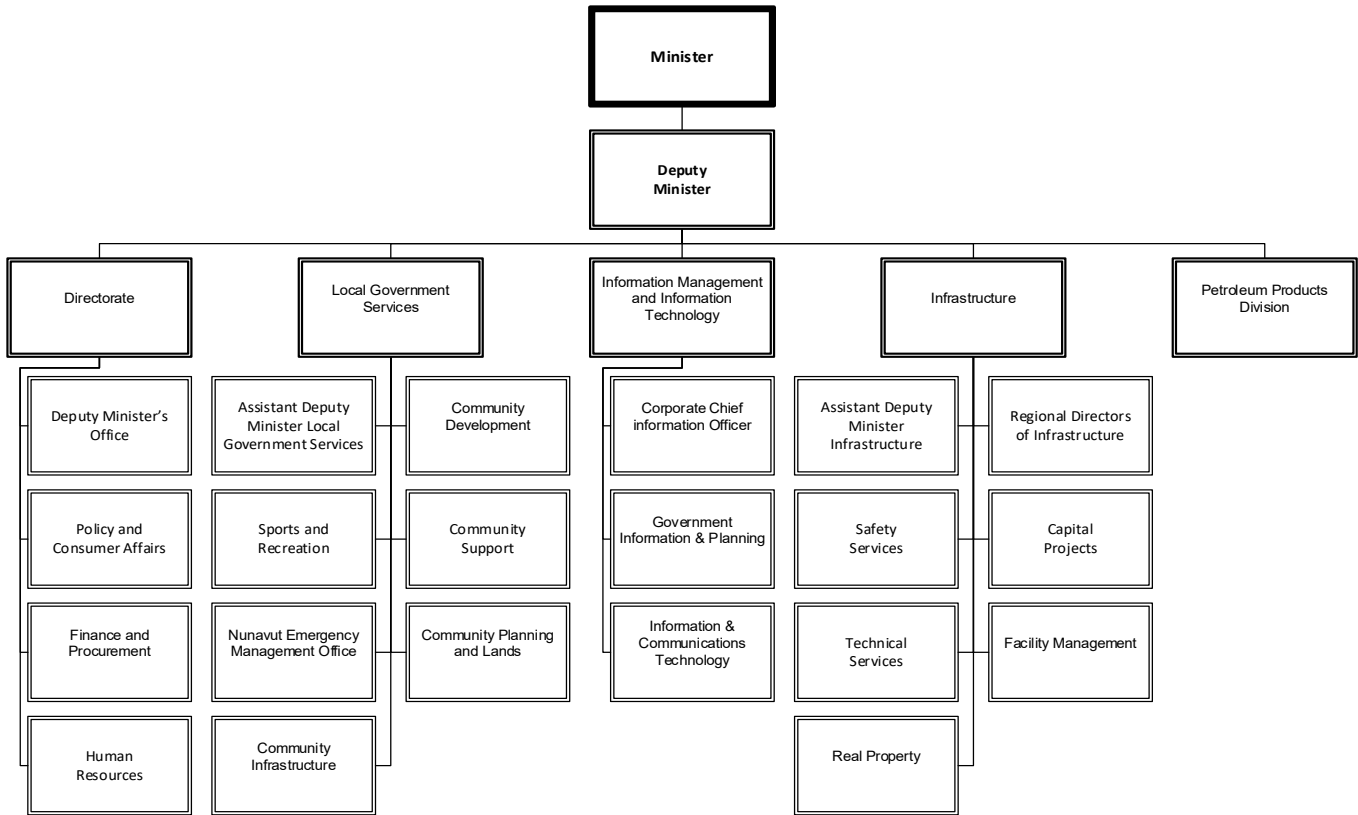 Minister
Deputy
Minister
Directorate
Local Government
Services
Information Management
and Information
Technology
Infrastructure
Petroleum Products
Division
Deputy Minister’s
Office
Assistant Deputy
Minister Local
Government Services
Community
Development
Corporate Chief
information Officer
Assistant Deputy
Minister
Infrastructure
Regional Directors
of Infrastructure
Policy and
Consumer Affairs
Sports and
Recreation
Community
Support
Government
Information & Planning
Safety
Services
Capital
Projects
Finance and
Procurement
Nunavut Emergency
Management Office
Community Planning
and Lands
Information &
Communications
Technology
Technical
Services
Facility Management
Human
Resources
Community
Infrastructure
Real Property